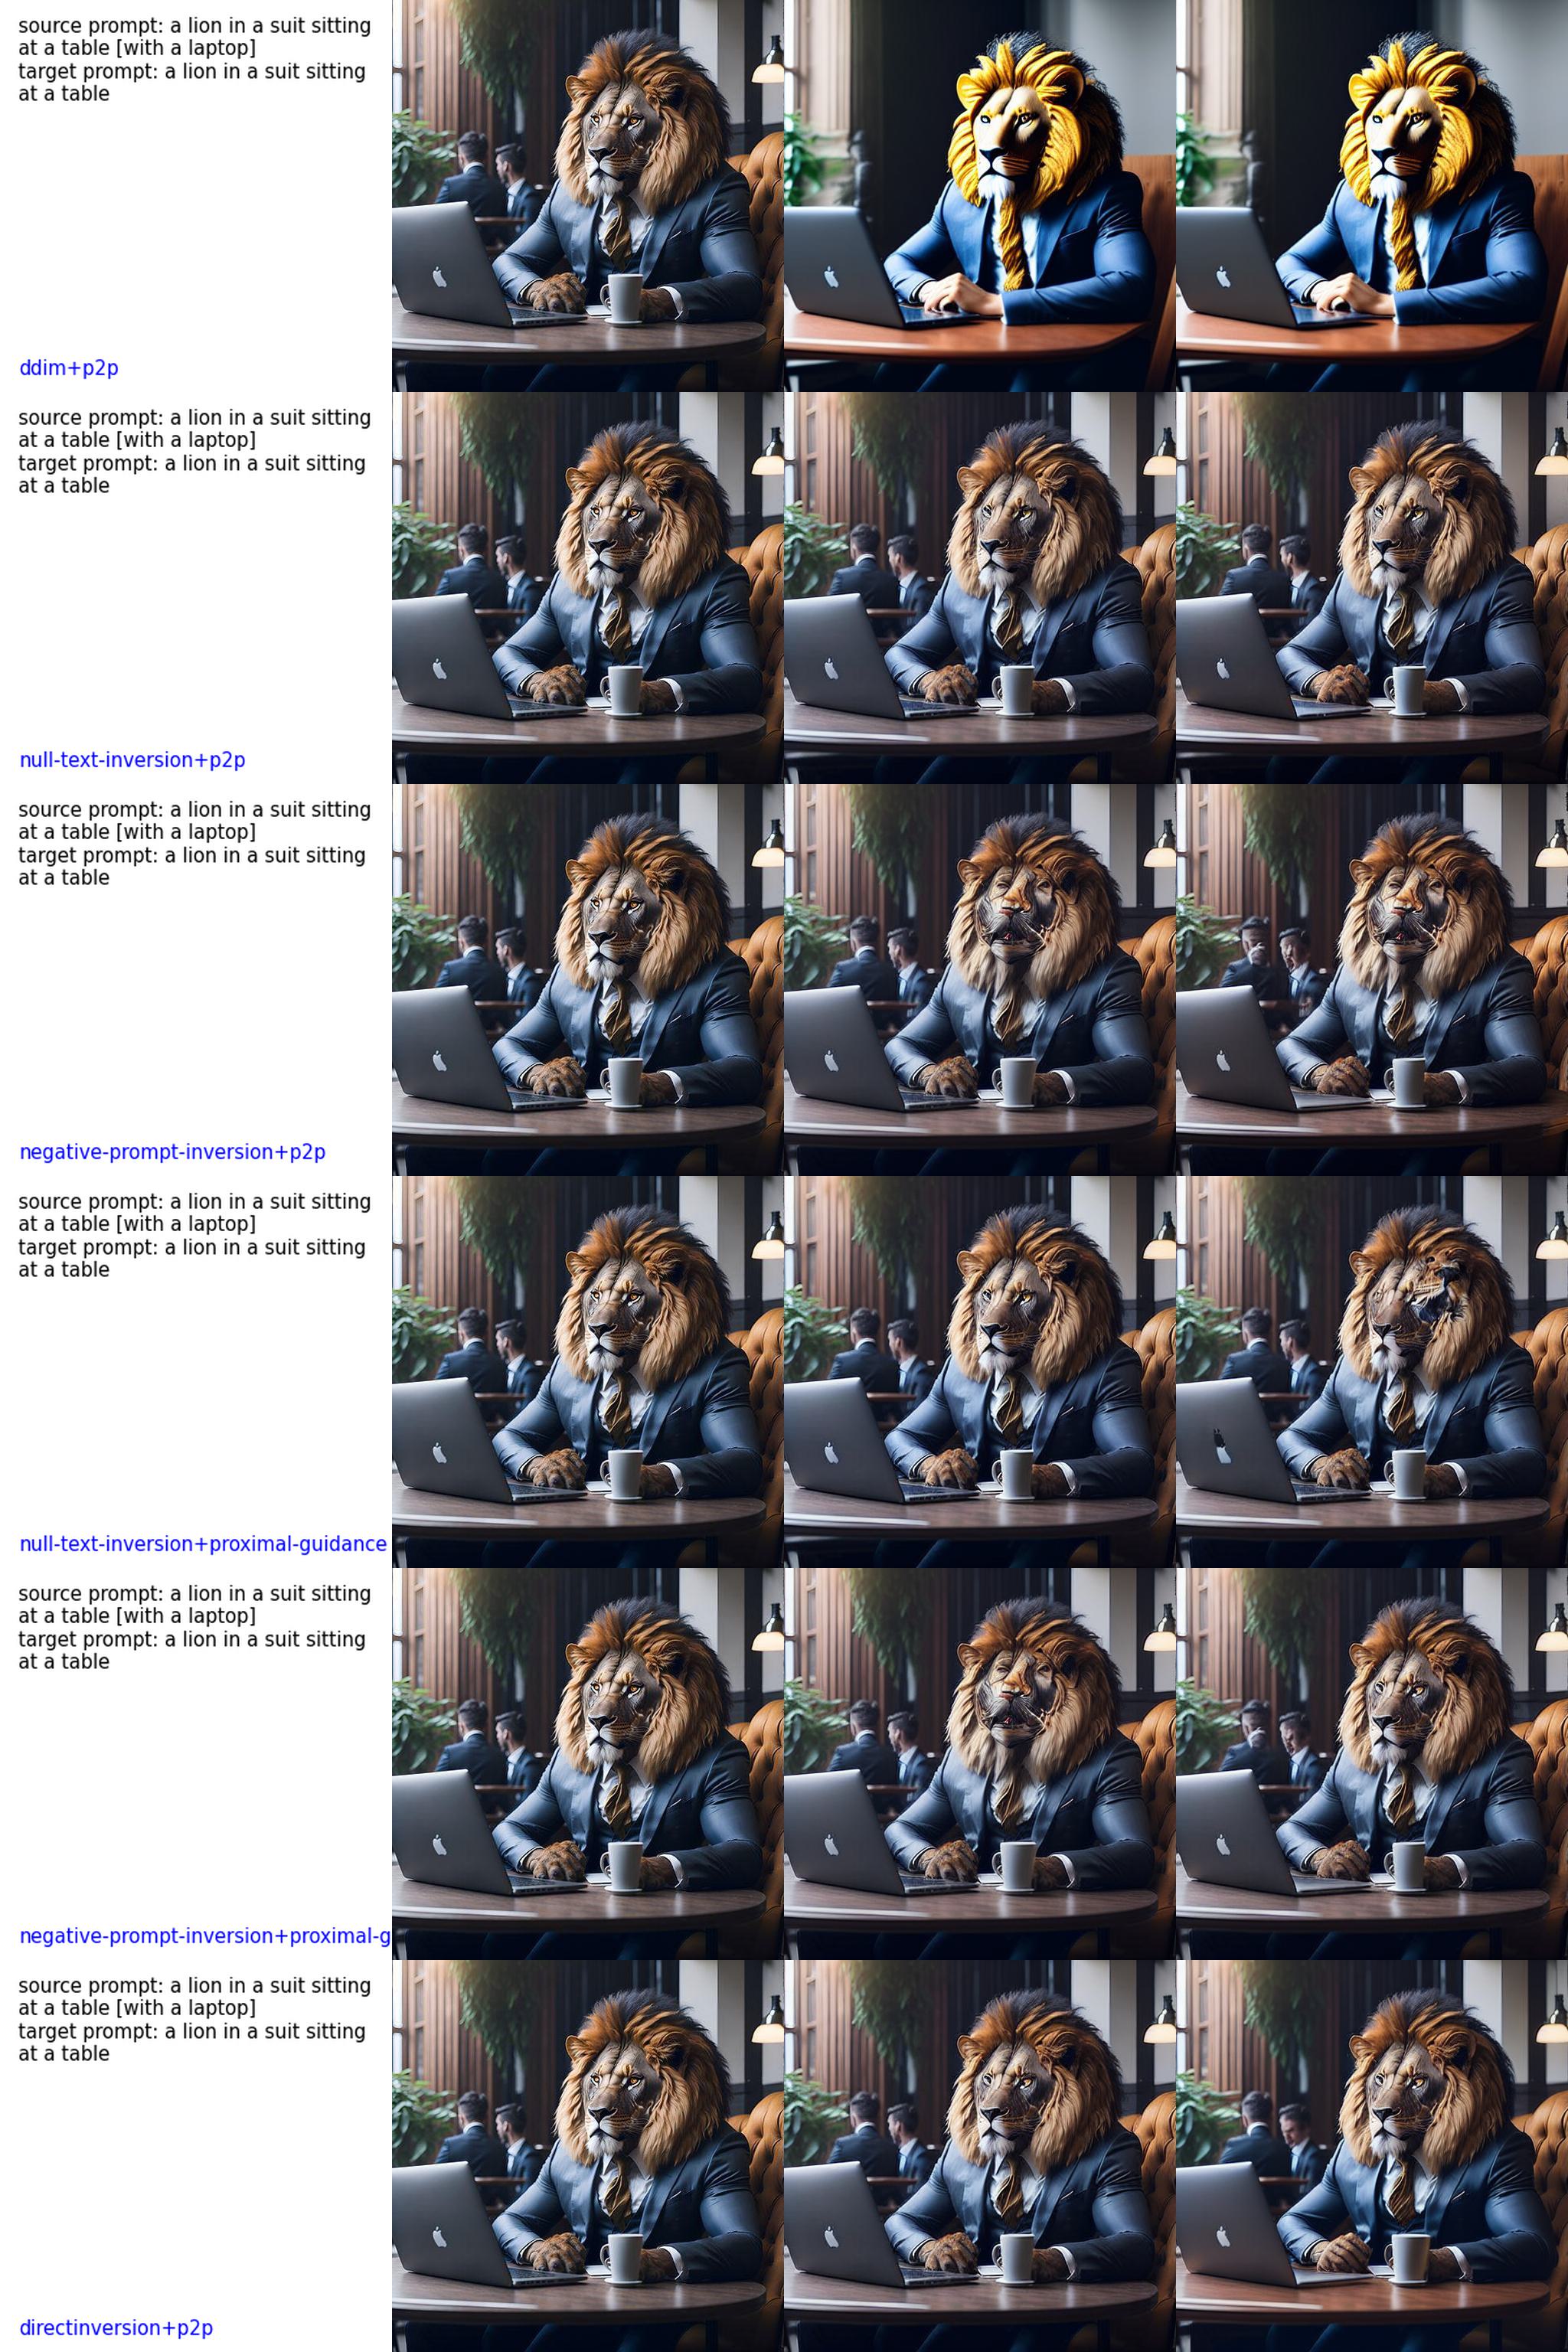 source prompt: a lion in a suit sitting
at a table [with a laptop]
target prompt: a lion in a suit sitting
at a table
ddim+p2p
source prompt: a lion in a suit sitting
at a table [with a laptop]
target prompt: a lion in a suit sitting
at a table
null-text-inversion+p2p
source prompt: a lion in a suit sitting
at a table [with a laptop]
target prompt: a lion in a suit sitting
at a table
negative-prompt-inversion+p2p
source prompt: a lion in a suit sitting
at a table [with a laptop]
target prompt: a lion in a suit sitting
at a table
null-text-inversion+proximal-guidance
source prompt: a lion in a suit sitting
at a table [with a laptop]
target prompt: a lion in a suit sitting
at a table
negative-prompt-inversion+proximal-g
source prompt: a lion in a suit sitting
at a table [with a laptop]
target prompt: a lion in a suit sitting
at a table
directinversion+p2p